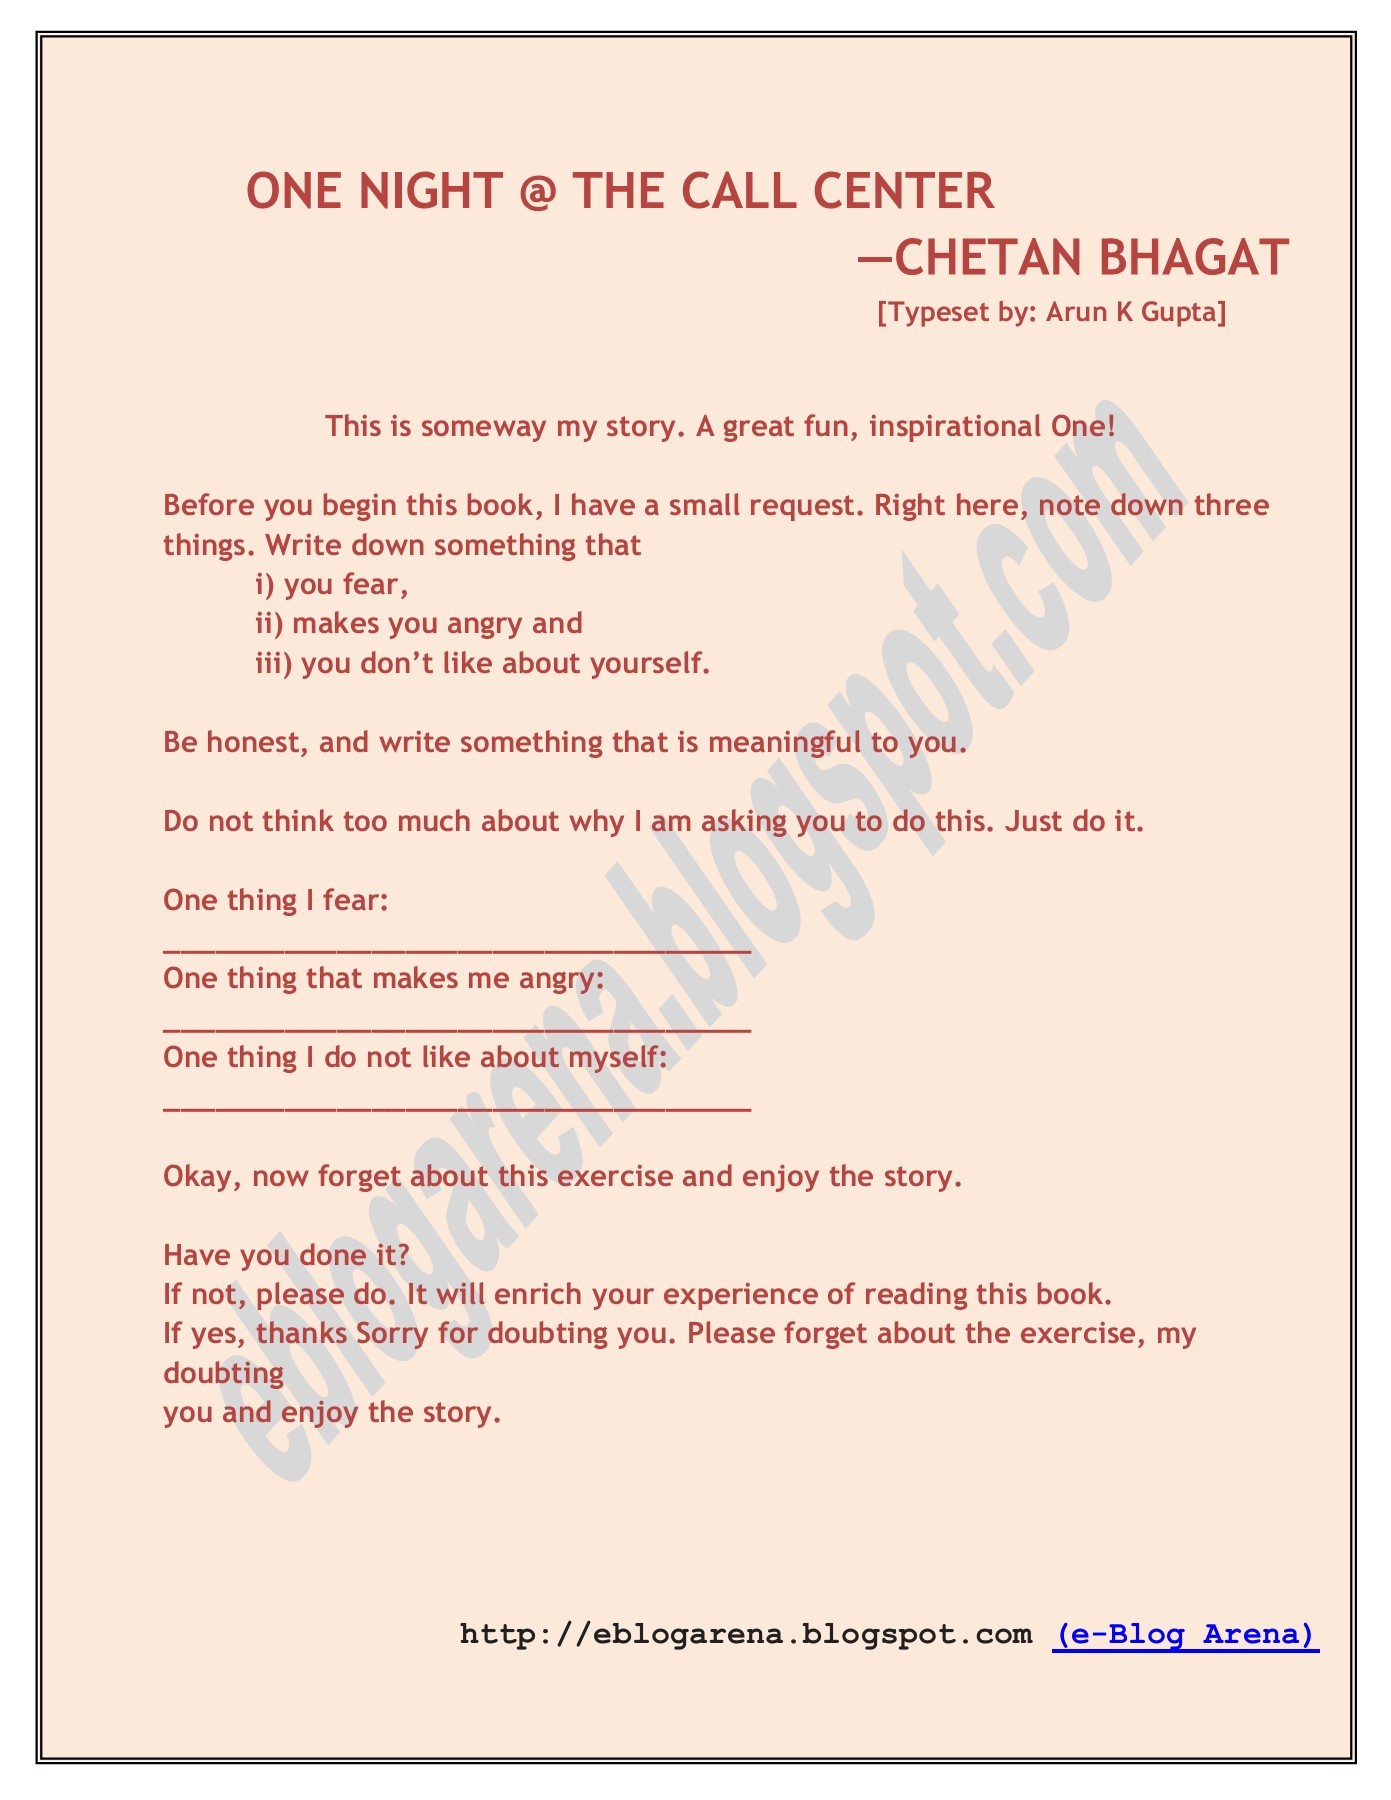 ONE NIGHT @ THE CALL CENTER
—CHETAN BHAGAT
[Typeset by: Arun K Gupta]
This is someway my story. A great fun, inspirational One!
Before you begin this book, I have a small request. Right here, note down three
things. Write down something that
i) you fear,
ii) makes you angry and
iii) you don’t like about yourself.
Be honest, and write something that is meaningful to you.
Do not think too much about why I am asking you to do this. Just do it.
One thing I fear:
__________________________________
One thing that makes me angry:
__________________________________
One thing I do not like about myself:
__________________________________
Okay, now forget about this exercise and enjoy the story.
Have you done it?
If not, please do. It will enrich your experience of reading this book.
If yes, thanks Sorry for doubting you. Please forget about the exercise, my
doubting
you and enjoy the story.
eblogarena.blogspot.com
http://eblogarena.blogspot.com (e-Blog Arena)